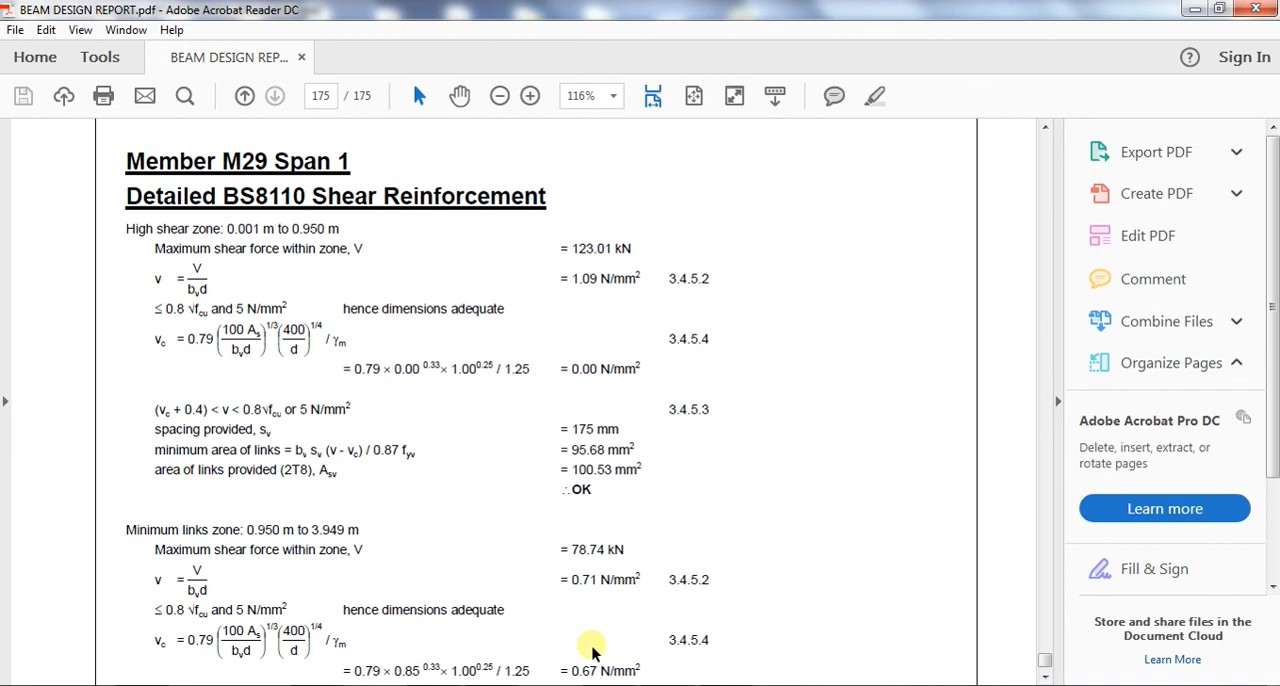 BEAM DESIGN REPORT.pdf - Adobe Acrobat Reader DC
File Edit View Window Help
Home Tools BEAM DESIGN REP... × Sign In
175 / 175 116%
Member M29 Span 1
Detailed BS8110 Shear Reinforcement
High shear zone: 0.001 m to 0.950 m
Maximum shear force within zone, V = 123.01 kN
v = V / b_v d = 1.09 N/mm² 3.4.5.2
≤ 0.8 √f_cu and 5 N/mm² hence dimensions adequate
v_c = 0.79 (100 A_s / b_v d)^1/3 (400 / d)^1/4 / γ_m 3.4.5.4
= 0.79 × 0.00 ^0.33 × 1.00^0.25 / 1.25 = 0.00 N/mm²
(v_c + 0.4) < v < 0.8√f_cu or 5 N/mm² 3.4.5.3
spacing provided, s_v = 175 mm
minimum area of links = b_v s_v (v - v_c) / 0.87 f_yv = 95.68 mm²
area of links provided (2T8), A_sv = 100.53 mm²
∴OK
Minimum links zone: 0.950 m to 3.949 m
Maximum shear force within zone, V = 78.74 kN
v = V / b_v d = 0.71 N/mm² 3.4.5.2
≤ 0.8 √f_cu and 5 N/mm² hence dimensions adequate
v_c = 0.79 (100 A_s / b_v d)^1/3 (400 / d)^1/4 / γ_m 3.4.5.4
= 0.79 × 0.85 ^0.33 × 1.00^0.25 / 1.25 = 0.67 N/mm²
Export PDF
Create PDF
Edit PDF
Comment
Combine Files
Organize Pages
Adobe Acrobat Pro DC
Delete, insert, extract, or
rotate pages
Learn more
Fill & Sign
Store and share files in the
Document Cloud
Learn More